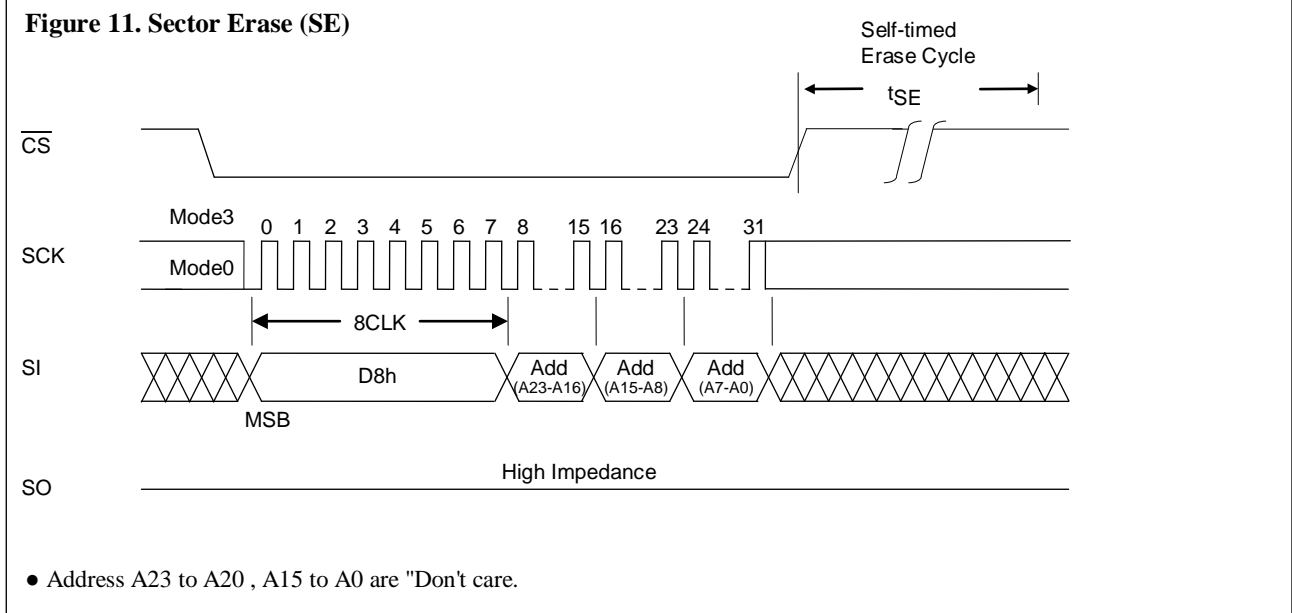 Figure 11. Sector Erase (SE)
Self-timed
Erase Cycle
tSE
CS
Mode3
0 1 2 3 4 5 6 7 8 15 16 23 24 31
SCK
Mode0
8CLK
SI
D8h
Add
(A23-A16)
Add
(A15-A8)
Add
(A7-A0)
MSB
High Impedance
SO
● Address A23 to A20 , A15 to A0 are "Don't care.